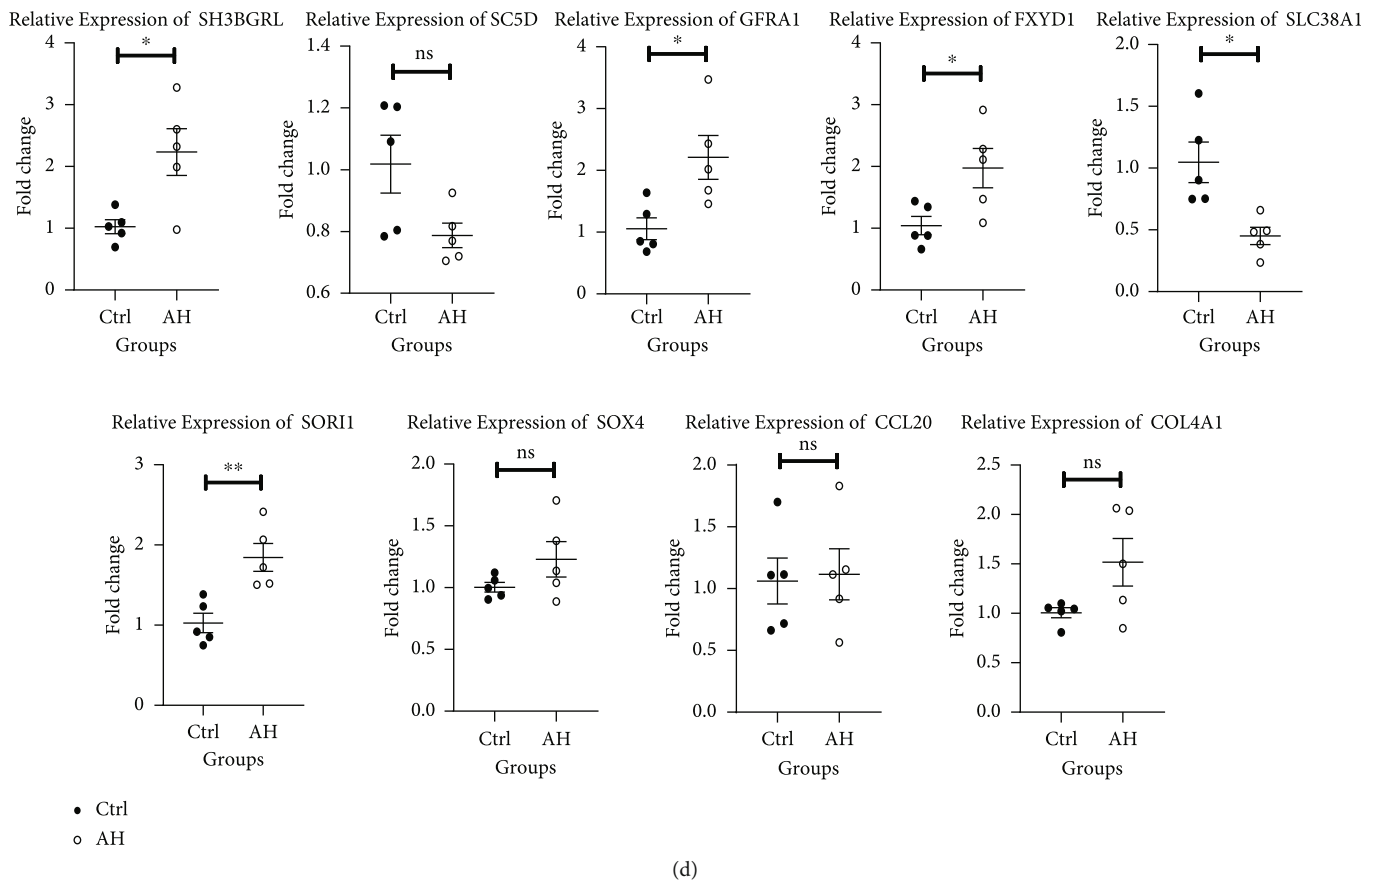 Relative Expression of SH3BGRL
*
Fold change
4
3
2
1
0
Ctrl AH
Groups
Relative Expression of SC5D
ns
Fold change
1.4
1.2
1.0
0.8
0.6
Ctrl AH
Groups
Relative Expression of GFRA1
*
Fold change
4
3
2
1
0
Ctrl AH
Groups
Relative Expression of FXYD1
*
Fold change
4
3
2
1
0
Ctrl AH
Groups
Relative Expression of SLC38A1
*
Fold change
2.0
1.5
1.0
0.5
0.0
Ctrl AH
Groups
Relative Expression of SORI1
**
Fold change
3
2
1
0
Ctrl AH
Groups
Relative Expression of SOX4
ns
Fold change
2.0
1.5
1.0
0.5
0.0
Ctrl AH
Groups
Relative Expression of CCL20
ns
Fold change
2.0
1.5
1.0
0.5
0.0
Ctrl AH
Groups
Relative Expression of COL4A1
ns
Fold change
2.5
2.0
1.5
1.0
0.5
0.0
Ctrl AH
Groups
Ctrl
AH
(d)